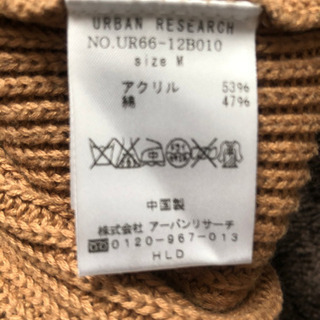 URBAN RESEARCH
NO.UR66-12B010
size M
アクリル 53%
綿 47%
中国製
株式会社 アーバンリサーチ
0120-967-013
HLD